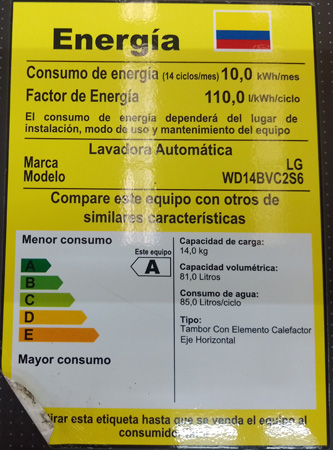 Energía
Consumo de energía (14 ciclos/mes) 10,0 kWh/mes
Factor de Energía 110,0 l/kWh/ciclo
El consumo de energía dependerá del lugar de
instalación, modo de uso y mantenimiento del equipo
Lavadora Automática
Marca LG
Modelo WD14BVC2S6
Compare este equipo con otros de
similares características
Menor consumo
Este equipo
A
A
B
C
D
E
Mayor consumo
Capacidad de carga:
14,0 kg
Capacidad volumétrica:
81,0 Litros
Consumo de agua:
85,0 Litros/ciclo
Tipo:
Tambor Con Elemento Calefactor
Eje Horizontal
irar esta etiqueta hasta que se venda el equipo al
consumido